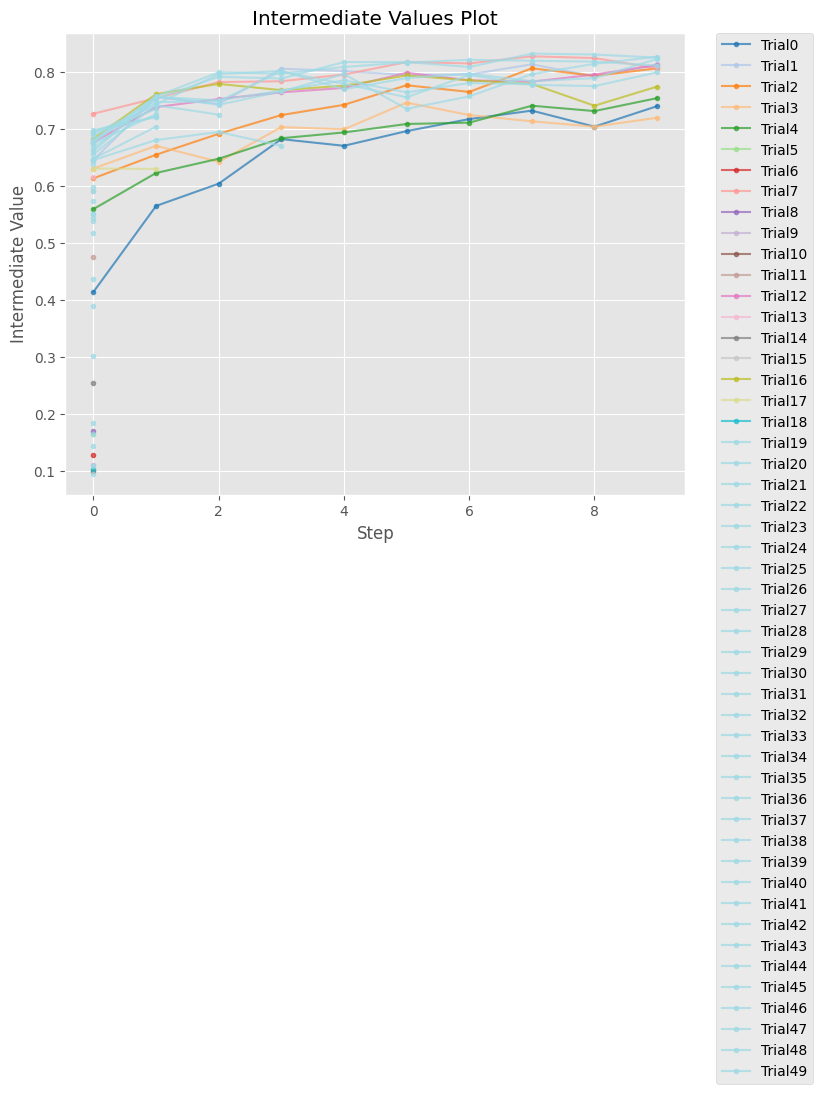 Intermediate Values Plot
Intermediate Value
0.8
0.7
0.6
0.5
0.4
0.3
0.2
0.1
0 2 4 6 8
Step
Trial0
Trial1
Trial2
Trial3
Trial4
Trial5
Trial6
Trial7
Trial8
Trial9
Trial10
Trial11
Trial12
Trial13
Trial14
Trial15
Trial16
Trial17
Trial18
Trial19
Trial20
Trial21
Trial22
Trial23
Trial24
Trial25
Trial26
Trial27
Trial28
Trial29
Trial30
Trial31
Trial32
Trial33
Trial34
Trial35
Trial36
Trial37
Trial38
Trial39
Trial40
Trial41
Trial42
Trial43
Trial44
Trial45
Trial46
Trial47
Trial48
Trial49